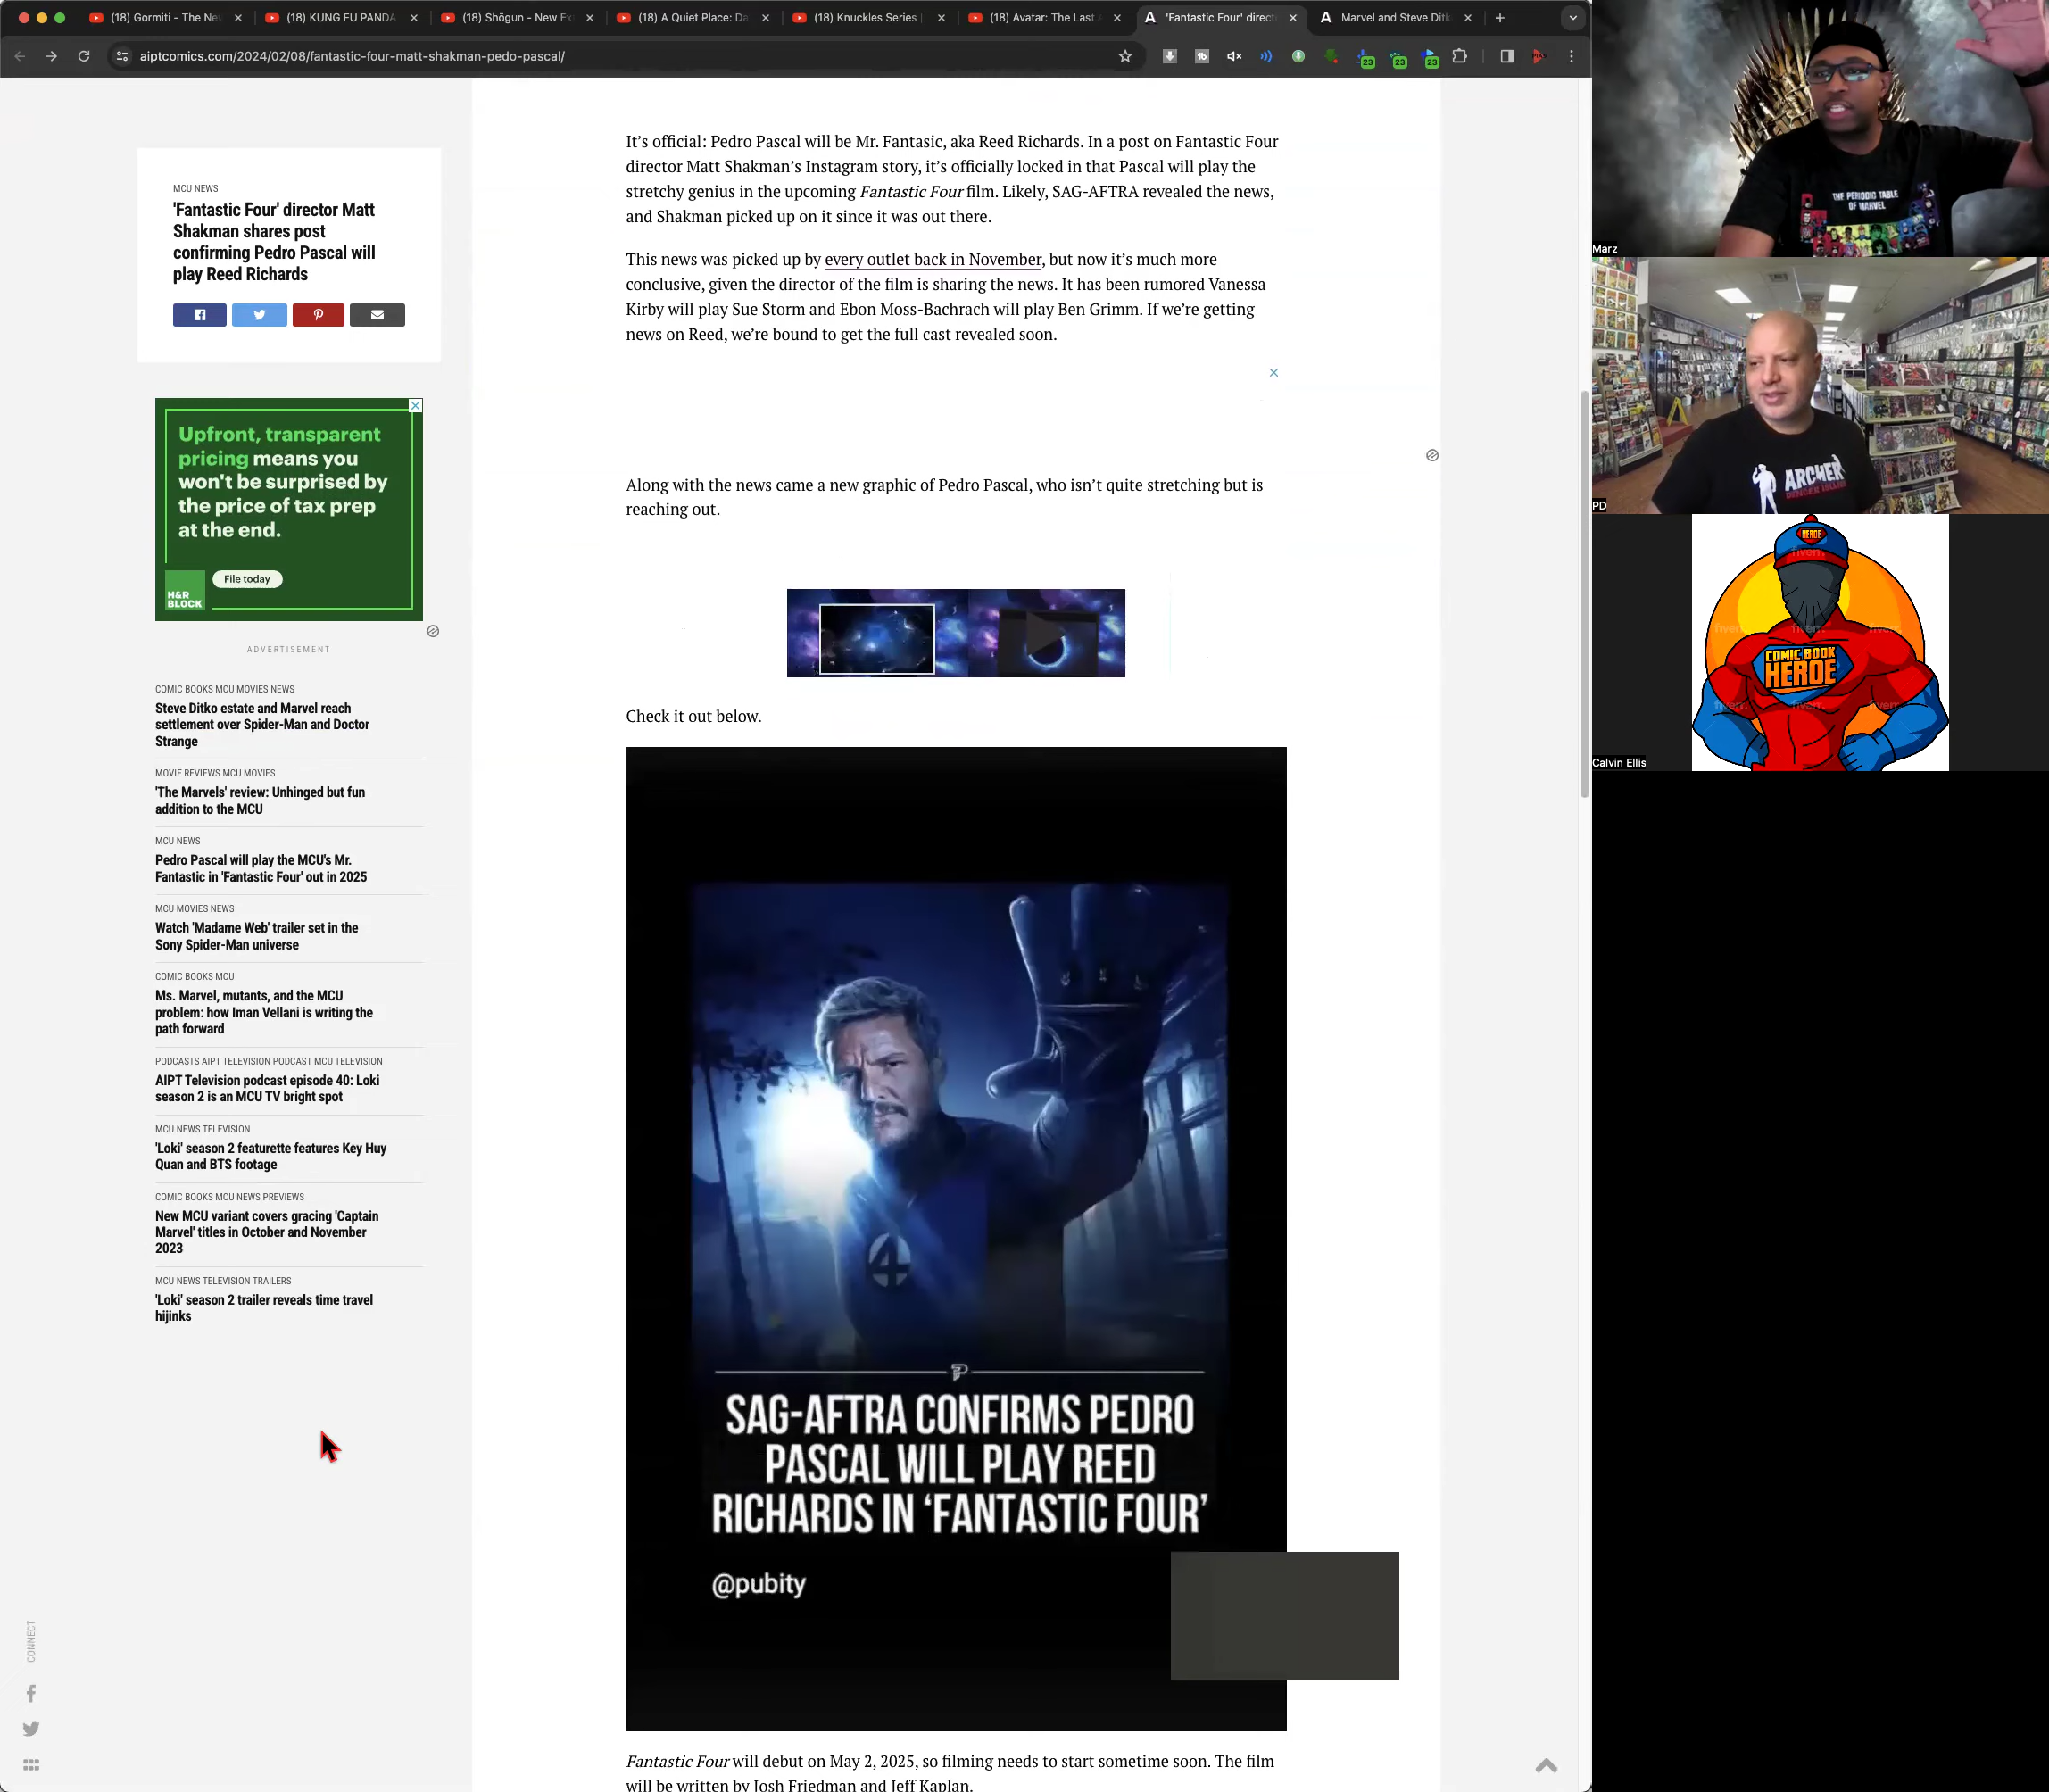 (18) Gormiti - The Ne
(18) KUNG FU PANDA
(18) Shōgun - New Ex
(18) A Quiet Place: Da
(18) Knuckles Series |
(18) Avatar: The Last A
'Fantastic Four' direct
Marvel and Steve Ditk
aiptcomics.com/2024/02/08/fantastic-four-matt-shakman-pedo-pascal/
23
23
23
MCU NEWS
'Fantastic Four' director Matt
Shakman shares post
confirming Pedro Pascal will
play Reed Richards
Upfront, transparent
pricing means you
won't be surprised by
the price of tax prep
at the end.
H&R
BLOCK
File today
ADVERTISEMENT
COMIC BOOKS MCU MOVIES NEWS
Steve Ditko estate and Marvel reach
settlement over Spider-Man and Doctor
Strange
MOVIE REVIEWS MCU MOVIES
'The Marvels' review: Unhinged but fun
addition to the MCU
MCU NEWS
Pedro Pascal will play the MCU's Mr.
Fantastic in 'Fantastic Four' out in 2025
MCU MOVIES NEWS
Watch 'Madame Web' trailer set in the
Sony Spider-Man universe
COMIC BOOKS MCU
Ms. Marvel, mutants, and the MCU
problem: how Iman Vellani is writing the
path forward
PODCASTS AIPT TELEVISION PODCAST MCU TELEVISION
AIPT Television podcast episode 40: Loki
season 2 is an MCU TV bright spot
MCU NEWS TELEVISION
'Loki' season 2 featurette features Key Huy
Quan and BTS footage
COMIC BOOKS MCU NEWS PREVIEWS
New MCU variant covers gracing 'Captain
Marvel' titles in October and November
2023
MCU NEWS TELEVISION TRAILERS
'Loki' season 2 trailer reveals time travel
hijinks
CONNECT
It's official: Pedro Pascal will be Mr. Fantasic, aka Reed Richards. In a post on Fantastic Four
director Matt Shakman's Instagram story, it's officially locked in that Pascal will play the
stretchy genius in the upcoming Fantastic Four film. Likely, SAG-AFTRA revealed the news,
and Shakman picked up on it since it was out there.
This news was picked up by every outlet back in November, but now it's much more
conclusive, given the director of the film is sharing the news. It has been rumored Vanessa
Kirby will play Sue Storm and Ebon Moss-Bachrach will play Ben Grimm. If we're getting
news on Reed, we're bound to get the full cast revealed soon.
Along with the news came a new graphic of Pedro Pascal, who isn't quite stretching but is
reaching out.
Check it out below.
4
SAG-AFTRA CONFIRMS PEDRO
PASCAL WILL PLAY REED
RICHARDS IN 'FANTASTIC FOUR'
@pubity
Fantastic Four will debut on May 2, 2025, so filming needs to start sometime soon. The film
will be written by Josh Friedman and Jeff Kaplan.
THE PERIODIC TABLE
OF MARVEL
Marz
ARCHER
PD
HEROE
COMIC BOOK
HEROE
fiverr
fiverr
fiverr
fiverr
fiverr
fiverr
fiverr
Calvin Ellis